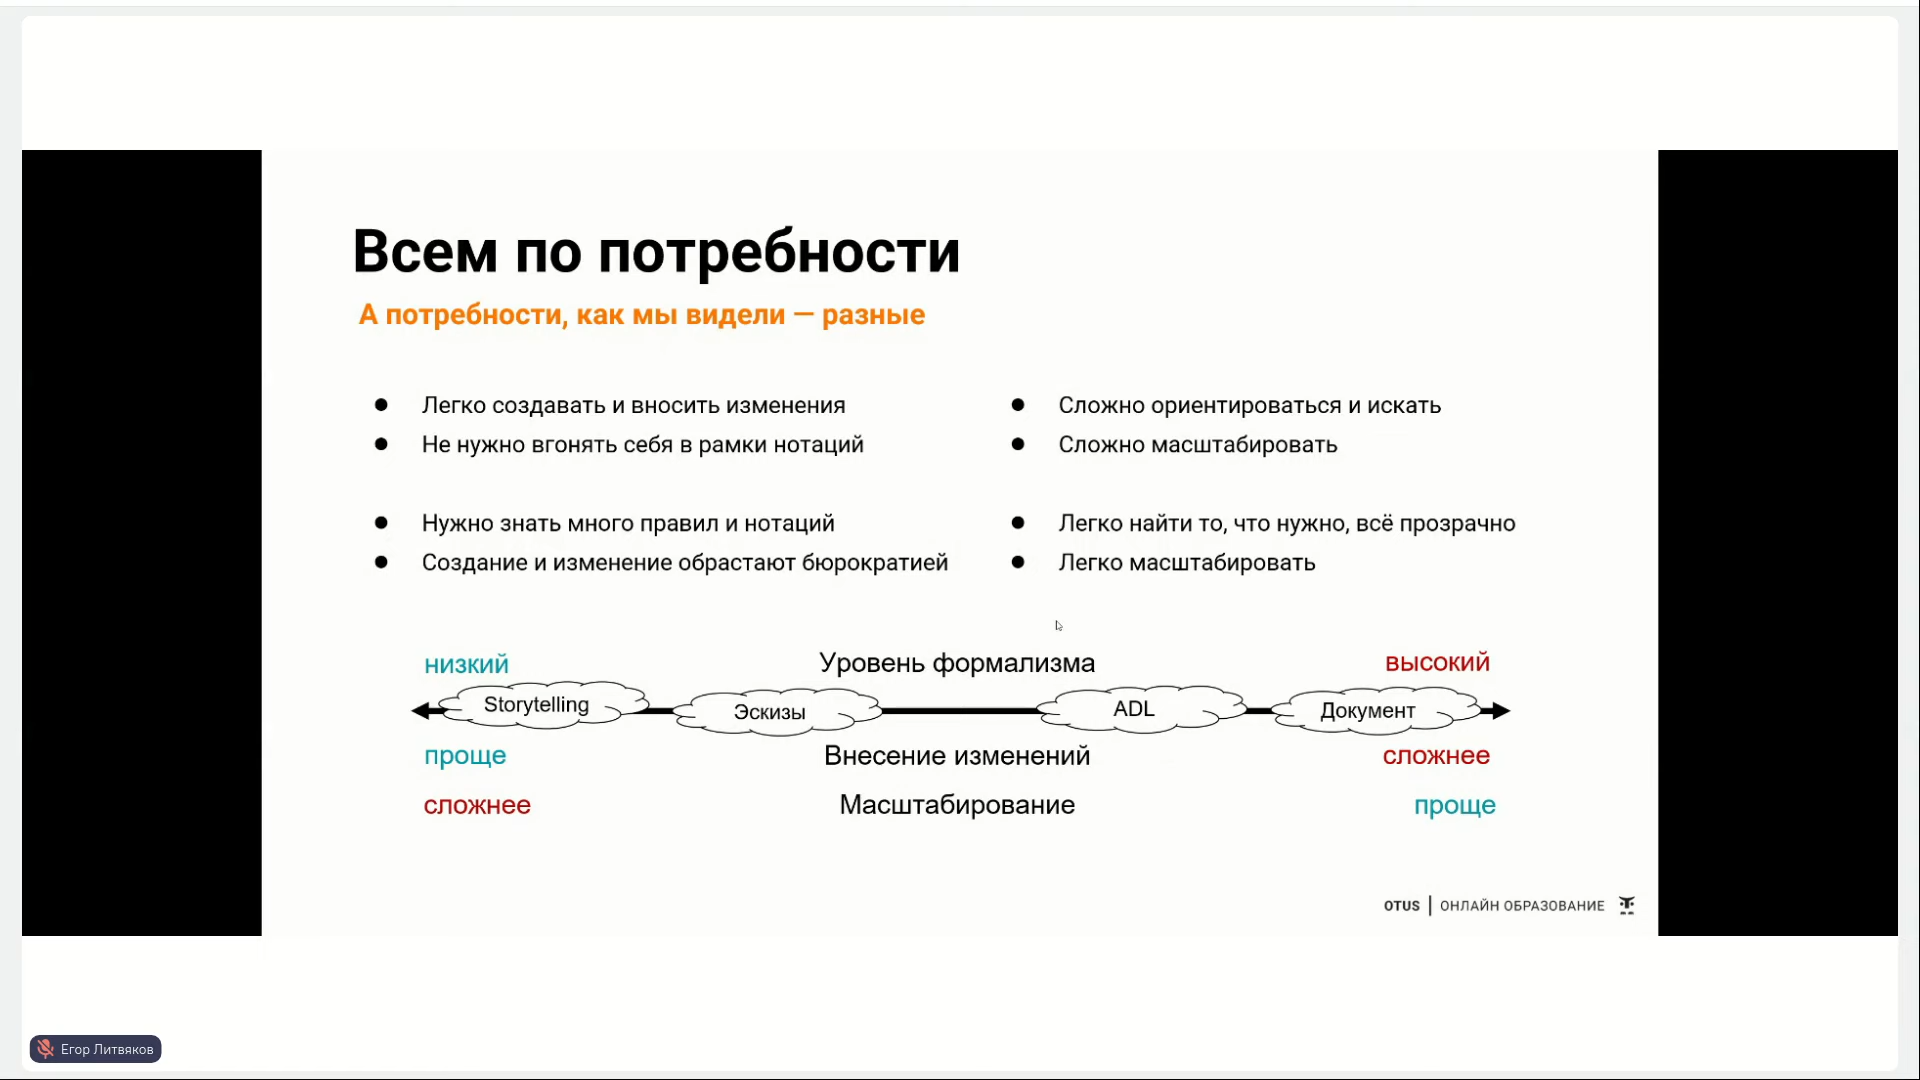 Всем по потребности
А потребности, как мы видели — разные
● Легко создавать и вносить изменения
● Не нужно вгонять себя в рамки нотаций
● Сложно ориентироваться и искать
● Сложно масштабировать
● Нужно знать много правил и нотаций
● Создание и изменение обрастают бюрократией
● Легко найти то, что нужно, всё прозрачно
● Легко масштабировать
низкий Уровень формализма высокий
Storytelling Эскизы ADL Документ
проще Внесение изменений сложнее
сложнее Масштабирование проще
OTUS | ОНЛАЙН ОБРАЗОВАНИЕ
Егор Литвяков